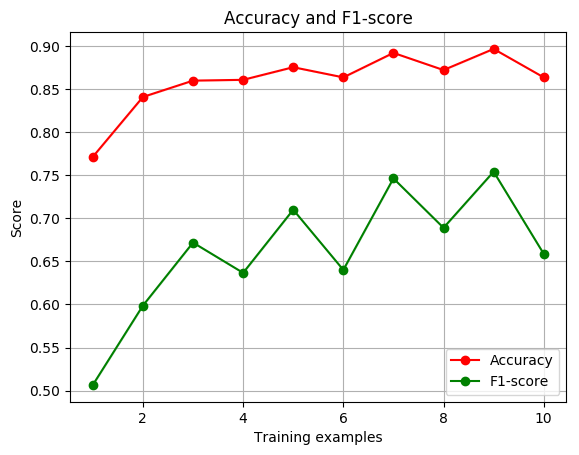 Accuracy and F1-score
0.90
0.85
0.80
0.75
0.70
0.65
0.60
0.55
0.50
Score
2 4 6 8 10
Training examples
Accuracy
F1-score